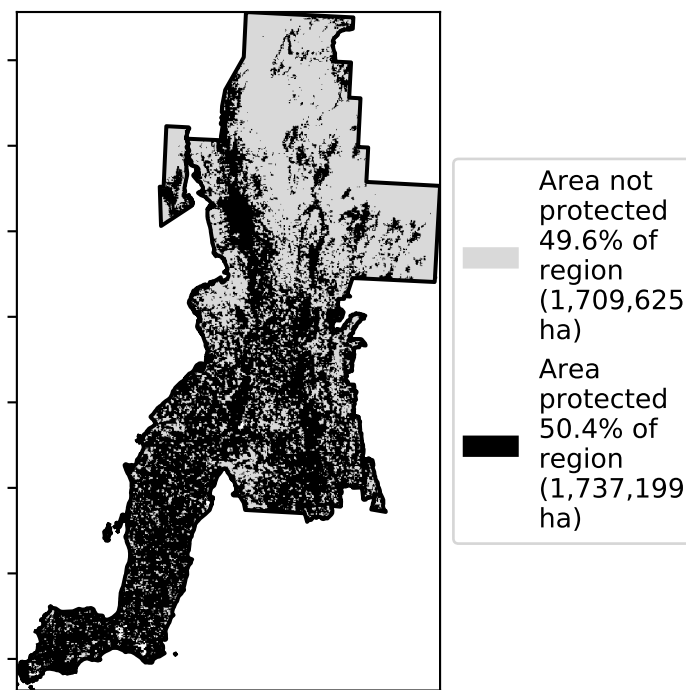 Area not
protected
49.6% of
region
(1,709,625
ha)
Area
protected
50.4% of
region
(1,737,199
ha)